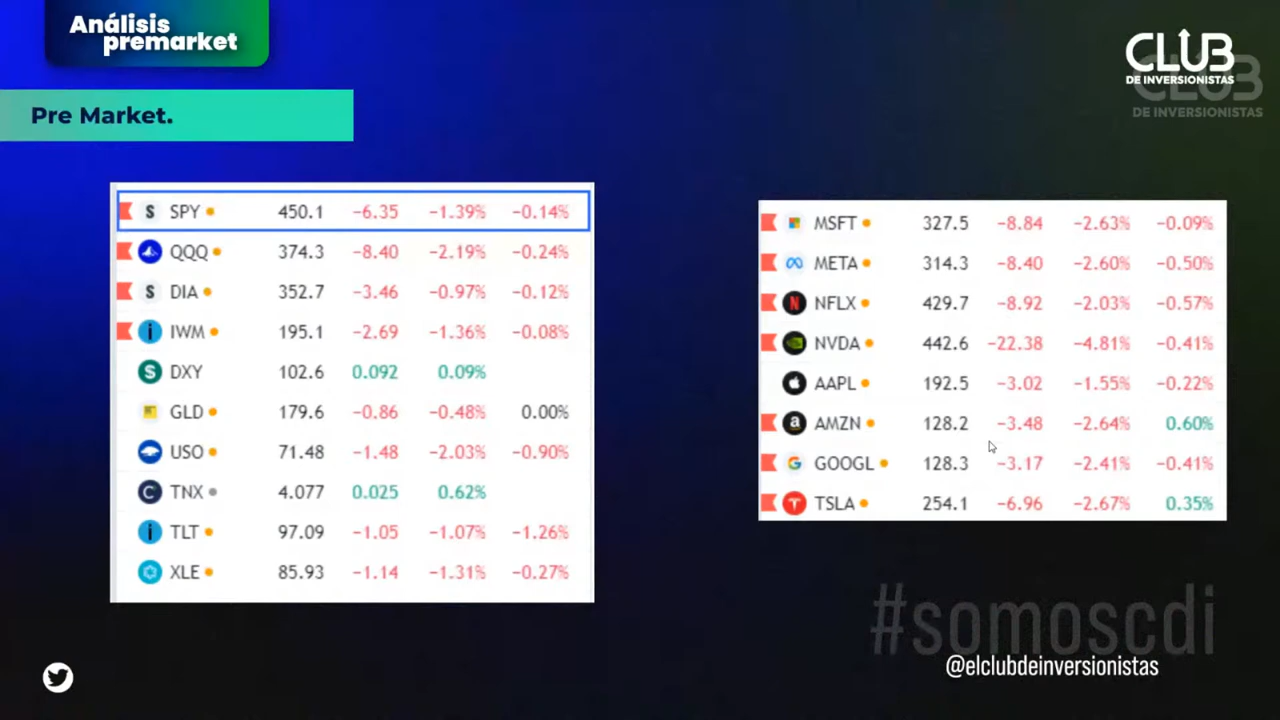 Análisis
premarket
CLUB
DE INVERSIONISTAS
CLUB
DE INVERSIONISTAS
Pre Market.
SPY 450.1 −6.35 −1.39% −0.14%
QQQ 374.3 −8.40 −2.19% −0.24%
DIA 352.7 −3.46 −0.97% −0.12%
IWM 195.1 −2.69 −1.36% −0.08%
DXY 102.6 0.092 0.09%
GLD 179.6 −0.86 −0.48% 0.00%
USO 71.48 −1.48 −2.03% −0.90%
TNX 4.077 0.025 0.62%
TLT 97.09 −1.05 −1.07% −1.26%
XLE 85.93 −1.14 −1.31% −0.27%
MSFT 327.5 −8.84 −2.63% −0.09%
META 314.3 −8.40 −2.60% −0.50%
NFLX 429.7 −8.92 −2.03% −0.57%
NVDA 442.6 −22.38 −4.81% −0.41%
AAPL 192.5 −3.02 −1.55% −0.22%
AMZN 128.2 −3.48 −2.64% 0.60%
GOOGL 128.3 −3.17 −2.41% −0.41%
TSLA 254.1 −6.96 −2.67% 0.35%
#somoscdi
@elclubdeinversionistas